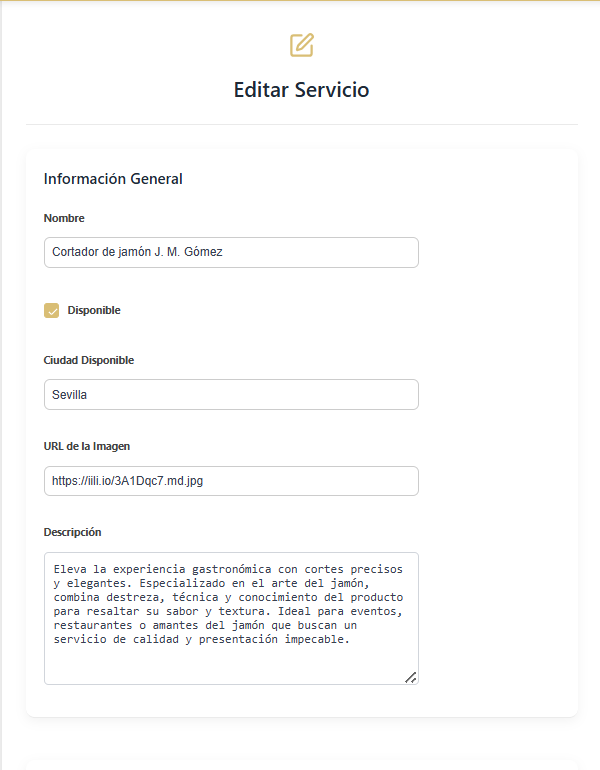 Editar Servicio
Información General
Nombre
Cortador de jamón J. M. Gómez
Disponible
Ciudad Disponible
Sevilla
URL de la Imagen
https://iili.io/3A1Dqc7.md.jpg
Descripción
Eleva la experiencia gastronómica con cortes precisos
y elegantes. Especializado en el arte del jamón,
combina destreza, técnica y conocimiento del producto
para resaltar su sabor y textura. Ideal para eventos,
restaurantes o amantes del jamón que buscan un
servicio de calidad y presentación impecable.